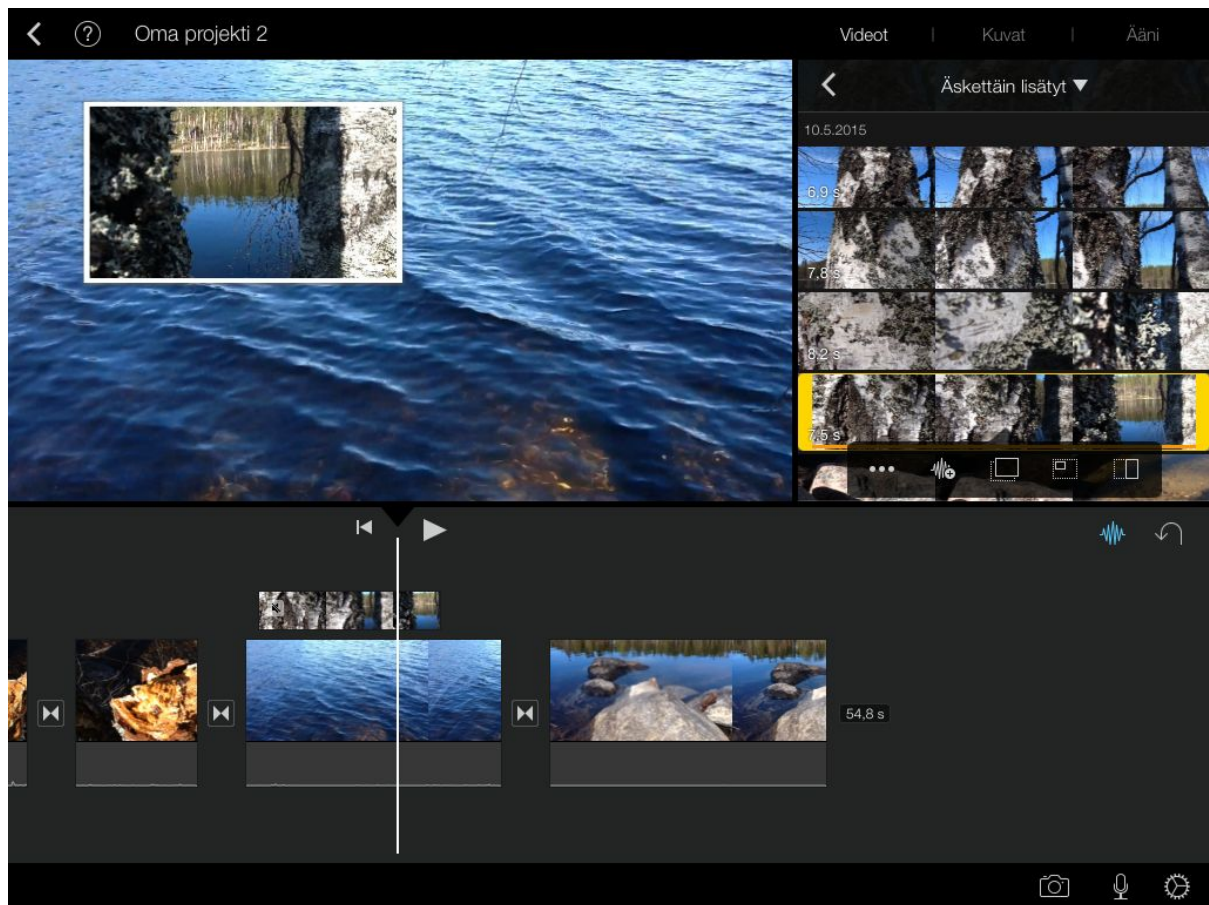 Oma projekti 2
Videot | Kuvat | Ääni
Äskettäin lisätyt ▼
10.5.2015
6,9 s
7,8 s
8,2 s
7,5 s
54,8 s